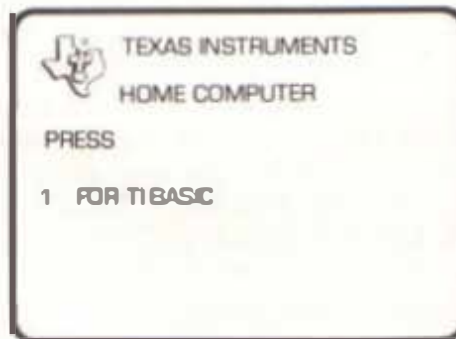 TEXAS INSTRUMENTS
HOME COMPUTER
PRESS
1 FOR TI BASIC